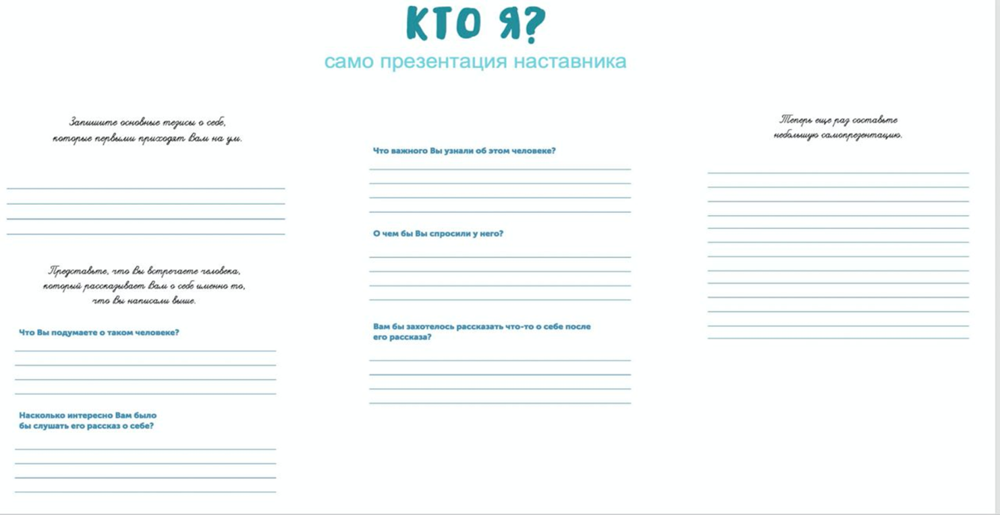 КТО Я?
само презентация наставника
Запишите основные тезисы о себе,
которые первыми приходят Вам на ум.
Представьте, что Вы встречаете человека,
который рассказывает Вам о себе именно то,
что Вы написали выше.
Что Вы подумаете о таком человеке?
Насколько интересно Вам было
бы слушать его рассказ о себе?
Что важного Вы узнали об этом человеке?
О чем бы Вы спросили у него?
Вам бы захотелось рассказать что-то о себе после
его рассказа?
Теперь еще раз составьте
небольшую самопрезентацию.